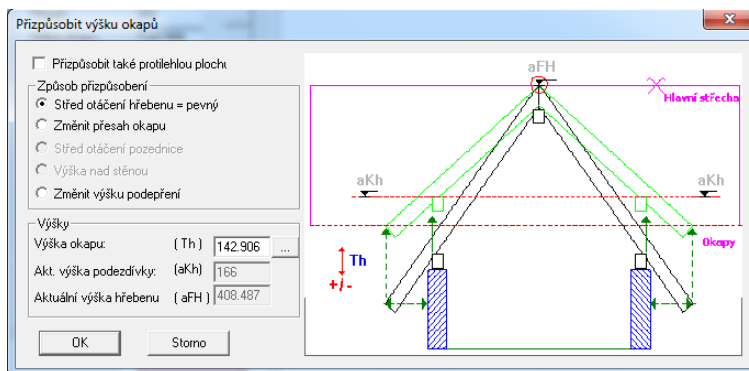 Přizpůsobit výšku okapů
Přizpůsobit také protilehlou plochu
Způsob přizpůsobení
Střed otáčení hřebenu = pevný
Změnit přesah okapu
Střed otáčení pozednice
Výška nad stěnou
Změnit výšku podepření
Výšky
Výška okapu: (Th) 142.906 ...
Akt. výška podezdívky: (aKh) 166
Aktuální výška hřebenu (aFH) 408.487
OK Storno
aFH
Hlavní střecha
aKh aKh
Okapy
Th
+/-